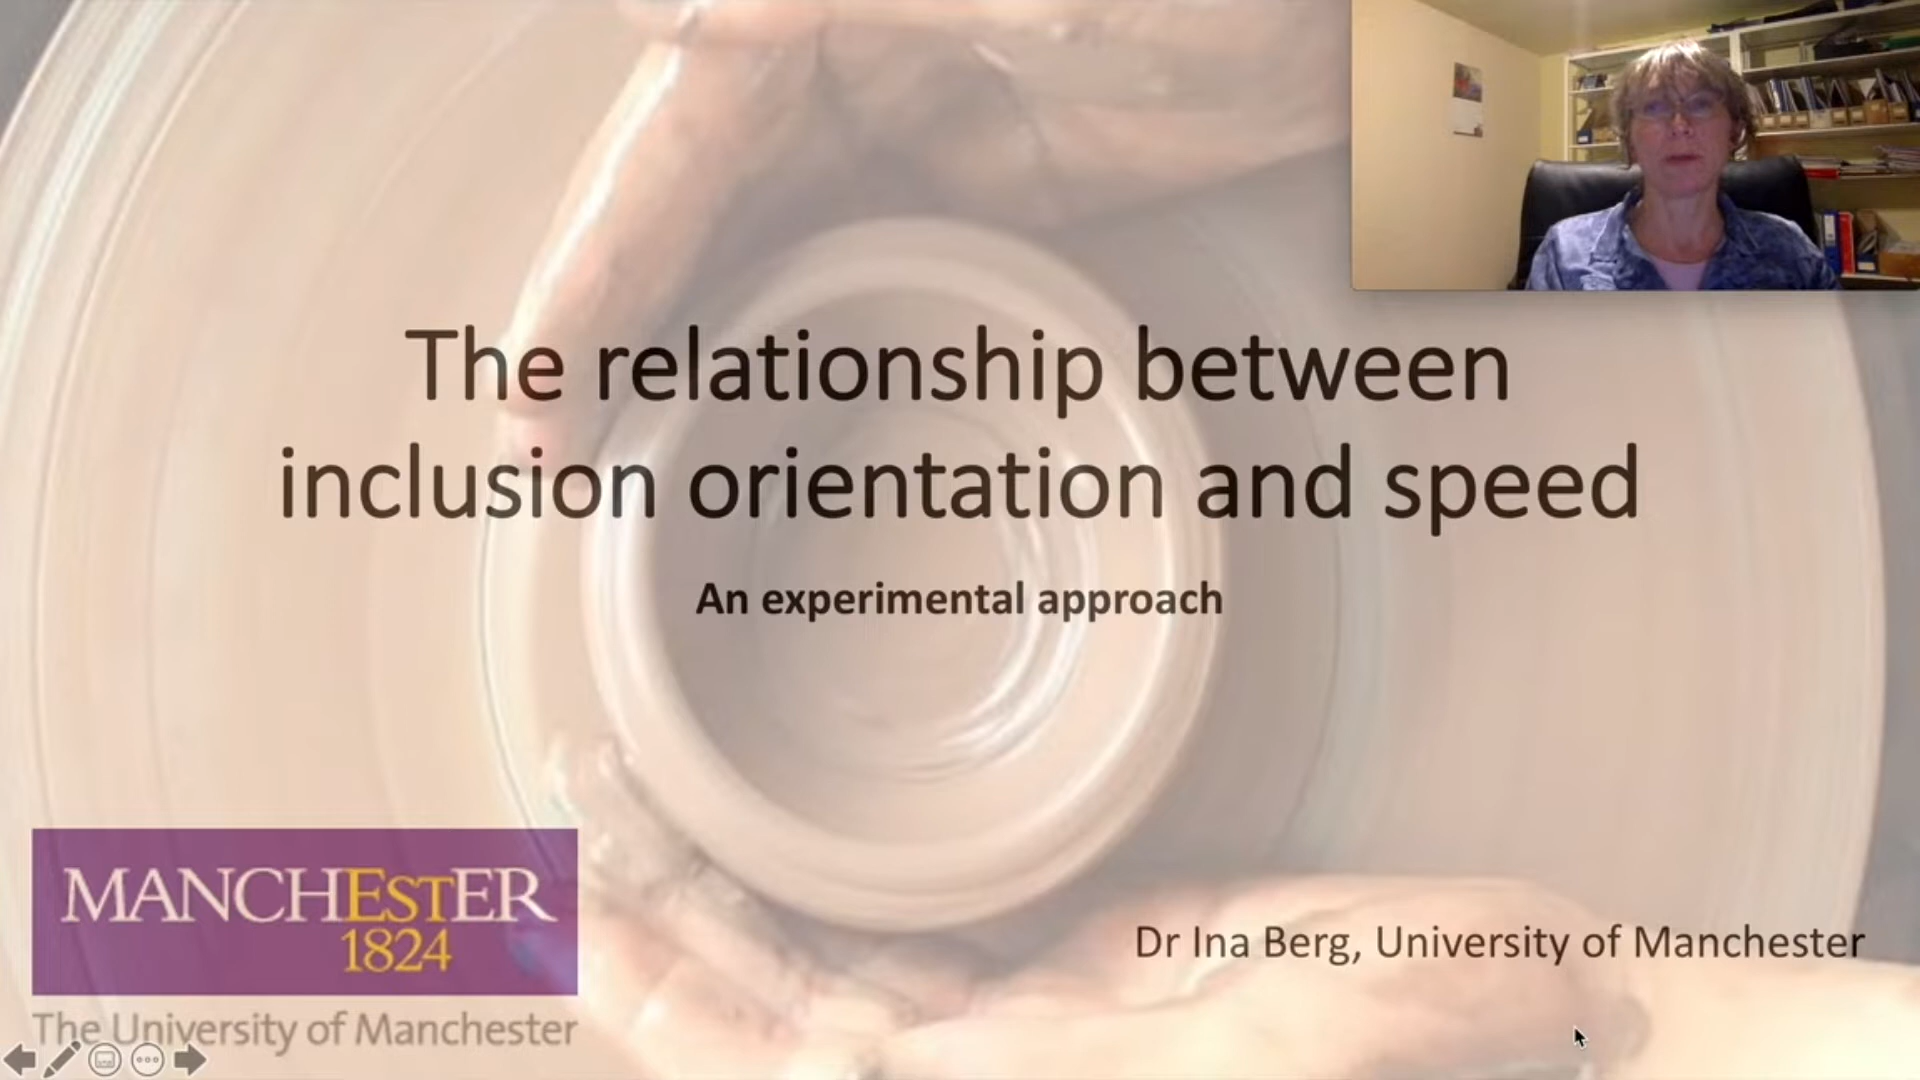 The relationship between
inclusion orientation and speed
An experimental approach
MANCHESTER
1824
The University of Manchester
Dr Ina Berg, University of Manchester